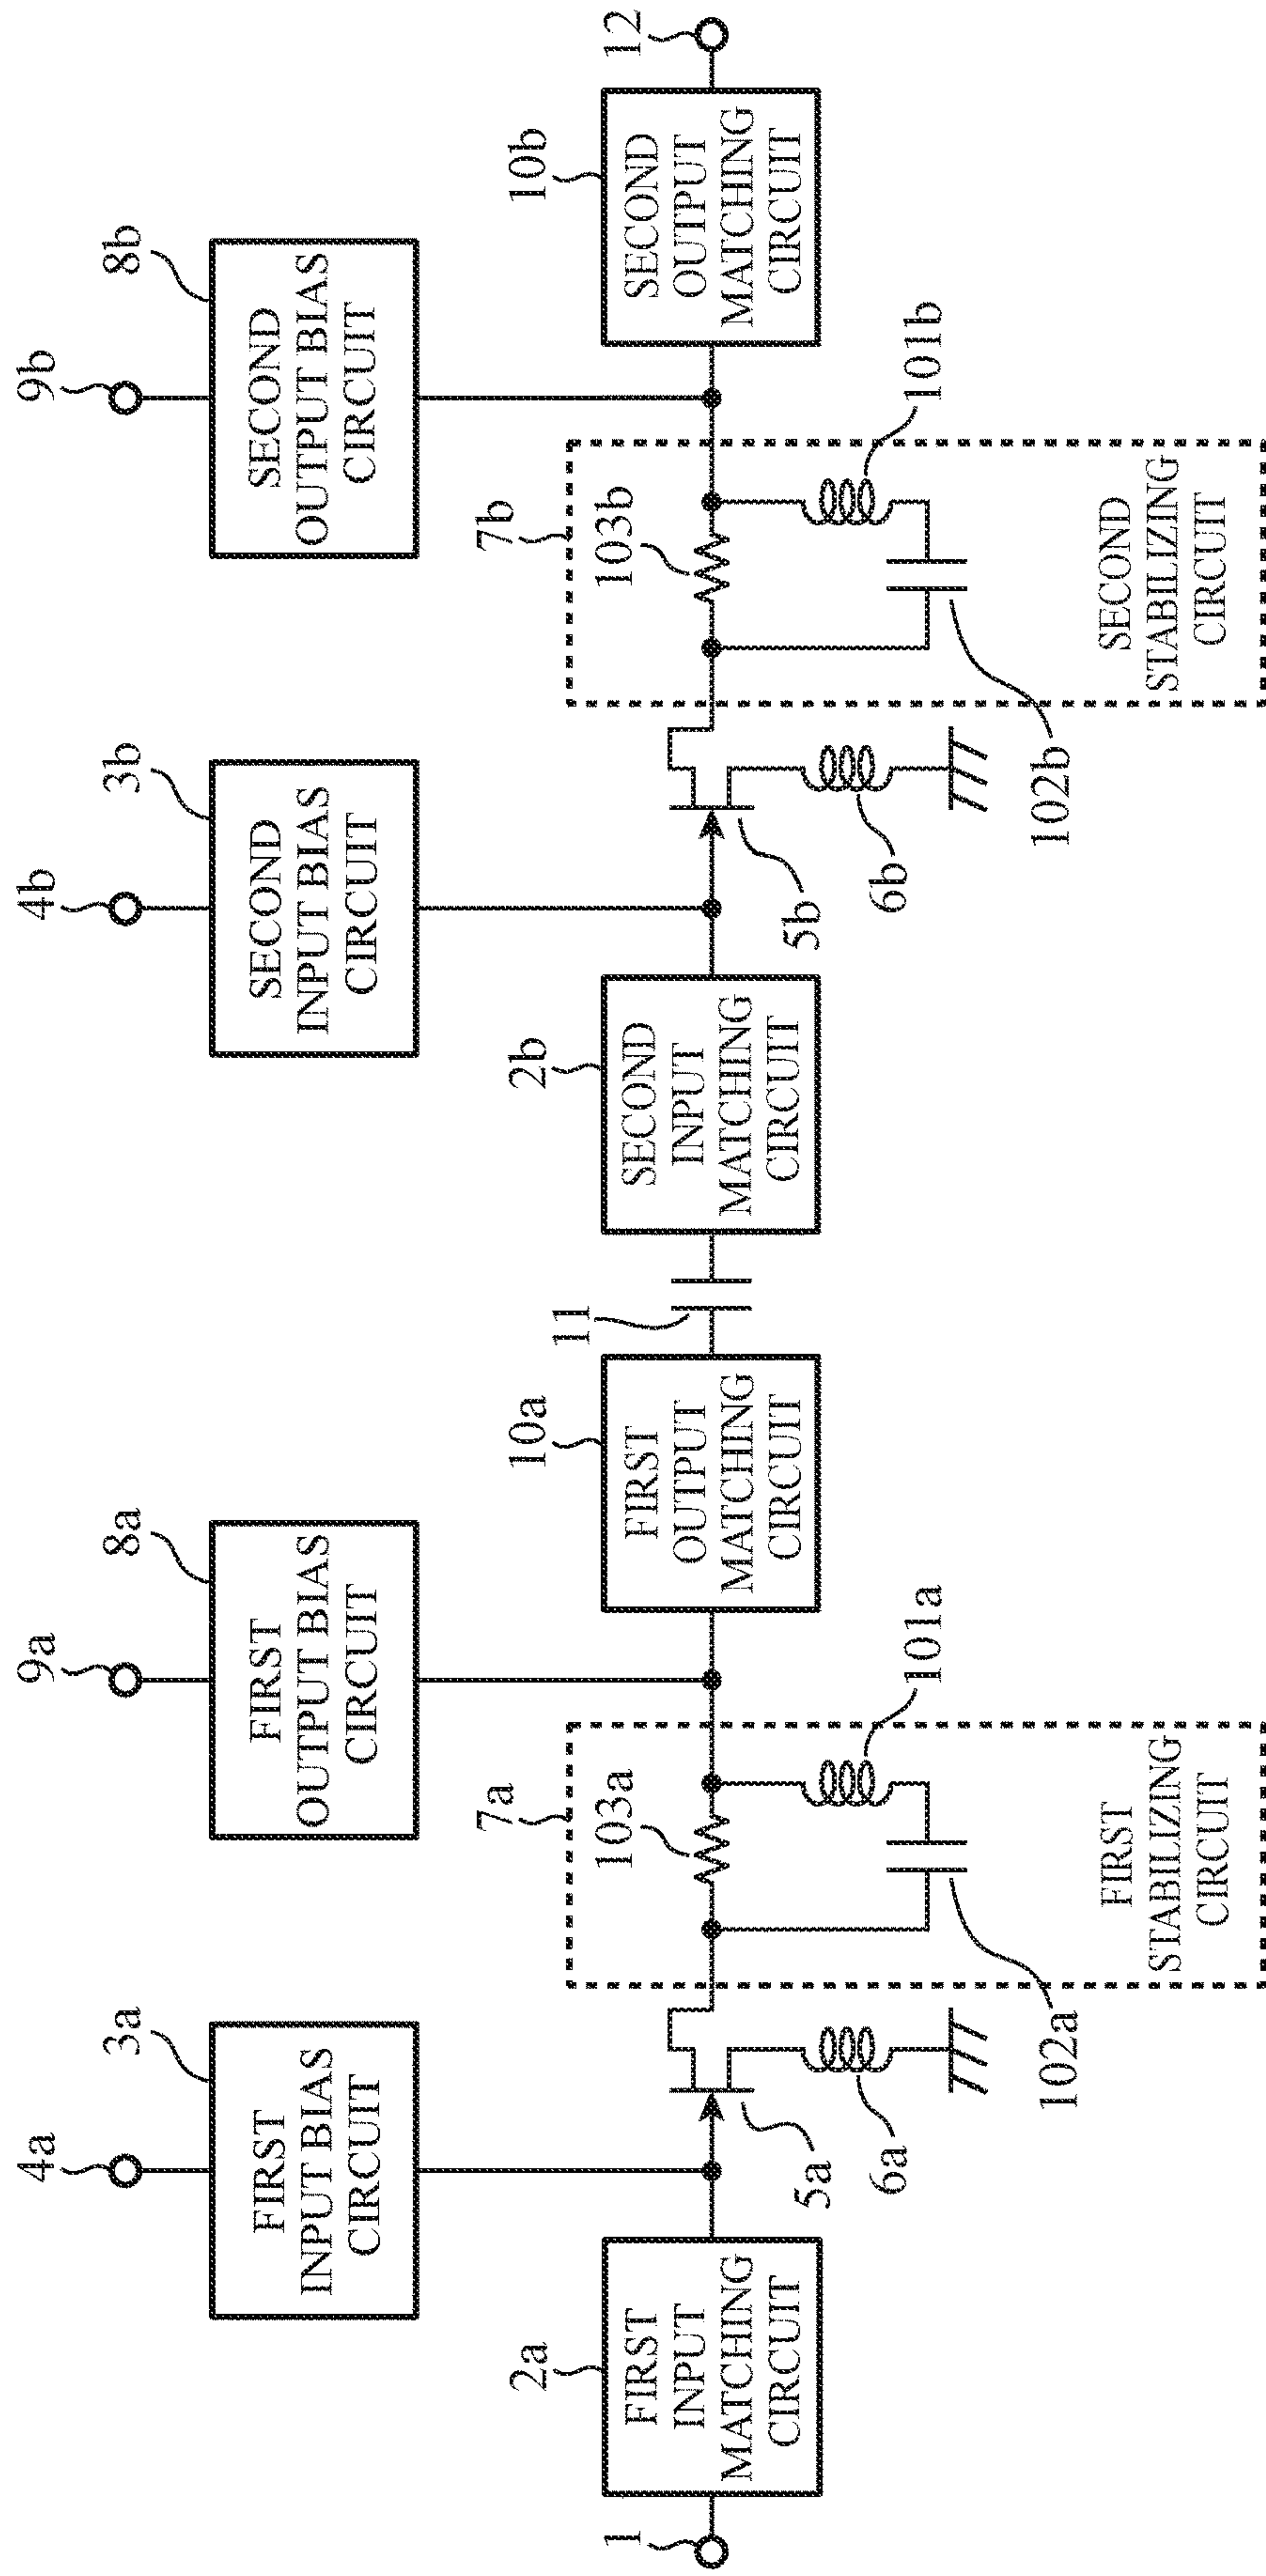 4a
3a
FIRST
INPUT BIAS
CIRCUIT
9a
8a
FIRST
OUTPUT BIAS
CIRCUIT
4b
3b
SECOND
INPUT BIAS
CIRCUIT
9b
8b
SECOND
OUTPUT BIAS
CIRCUIT
1
2a
FIRST
INPUT
MATCHING
CIRCUIT
5a
6a
7a
103a
101a
102a
FIRST
STABILIZING
CIRCUIT
10a
FIRST
OUTPUT
MATCHING
CIRCUIT
11
2b
SECOND
INPUT
MATCHING
CIRCUIT
5b
6b
7b
103b
101b
102b
SECOND
STABILIZING
CIRCUIT
10b
SECOND
OUTPUT
MATCHING
CIRCUIT
12